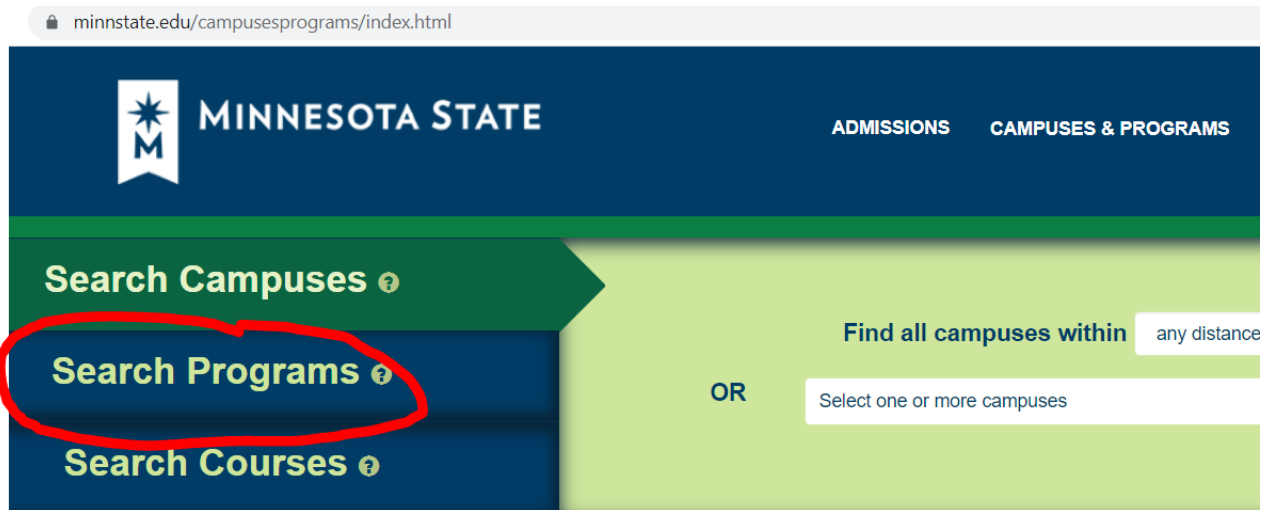 minnstate.edu/campusesprograms/index.html
MINNESOTA STATE
ADMISSIONS CAMPUSES & PROGRAMS
M
Search Campuses ?
Find all campuses within any distance
Search Programs ?
OR Select one or more campuses
Search Courses ?